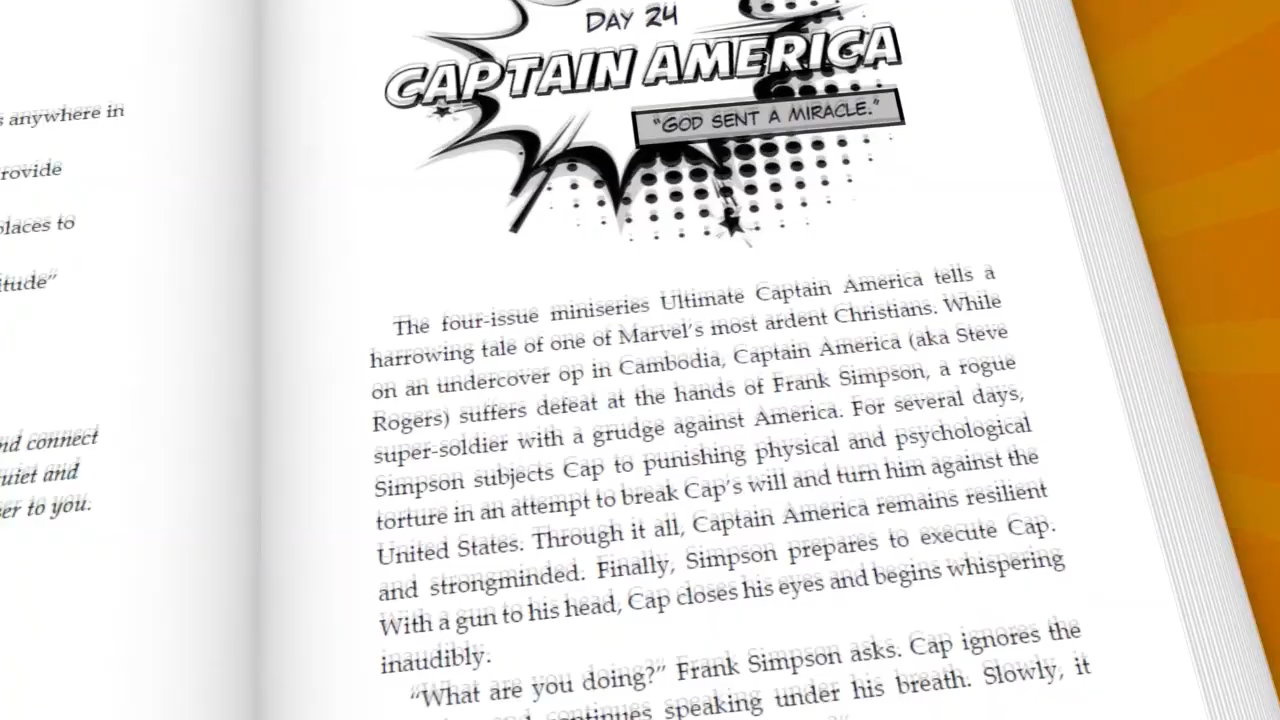 s anywhere in
rovide
places to
itude”
nd connect
uiet and
er to you.
DAY 24
CAPTAIN AMERICA
“GOD SENT A MIRACLE.”
The four-issue miniseries Ultimate Captain America tells a
harrowing tale of one of Marvel’s most ardent Christians. While
on an undercover op in Cambodia, Captain America (aka Steve
Rogers) suffers defeat at the hands of Frank Simpson, a rogue
super-soldier with a grudge against America. For several days,
Simpson subjects Cap to punishing physical and psychological
torture in an attempt to break Cap’s will and turn him against the
United States. Through it all, Captain America remains resilient
and strongminded. Finally, Simpson prepares to execute Cap.
With a gun to his head, Cap closes his eyes and begins whispering
inaudibly.
“What are you doing?” Frank Simpson asks. Cap ignores the
and continues speaking under his breath. Slowly, it